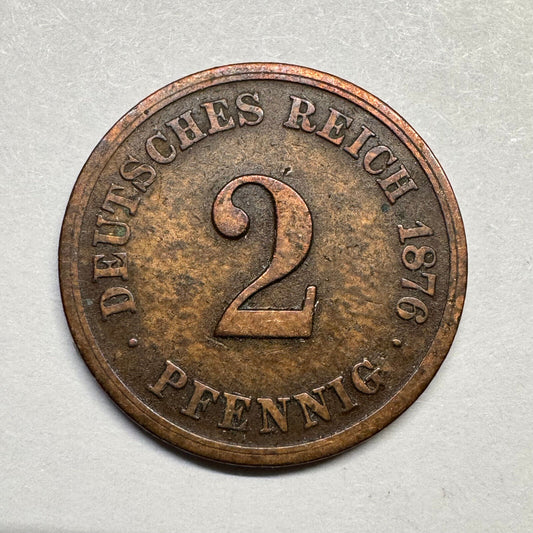 DEUTSCHES REICH 1876
2
· PFENNIG ·